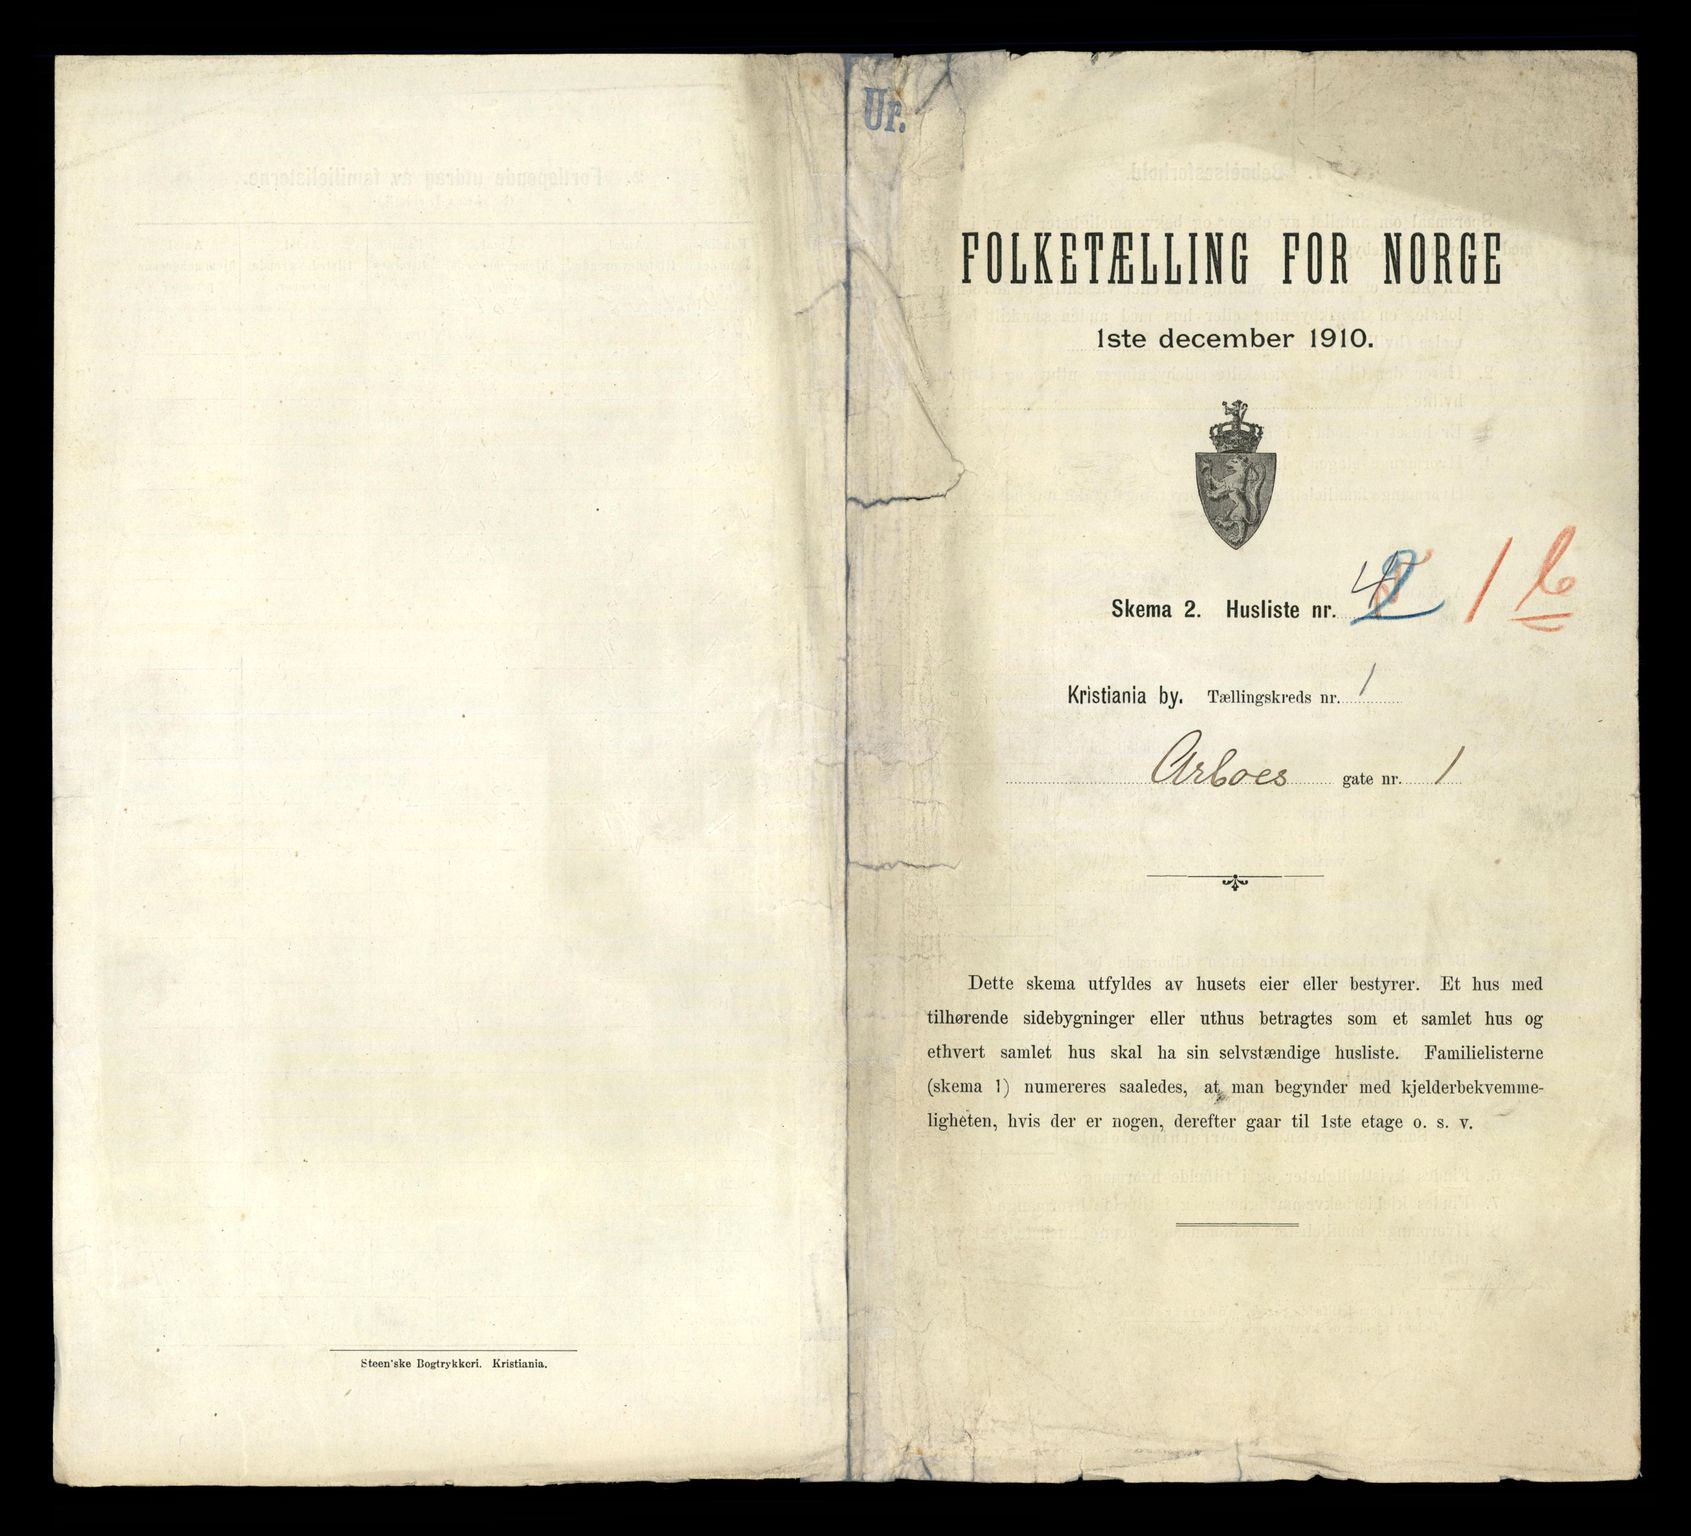 Ur.
FOLKETÆLLING FOR NORGE
1ste december 1910.
Skema 2. Husliste nr. 1 b
Kristiania by. Tællingskreds nr. 1
Arboes gate nr. 1
Dette skema utfyldes av husets eier eller bestyrer. Et hus med
tilhørende sidebygninger eller uthus betragtes som et samlet hus og
ethvert samlet hus skal ha sin selvstændige husliste. Familielisterne
(skema 1) numereres saaledes, at man begynder med kjelderbekvemme-
ligheten, hvis der er nogen, derefter gaar til 1ste etage o. s. v.
Steen'ske Bogtrykkeri. Kristiania.